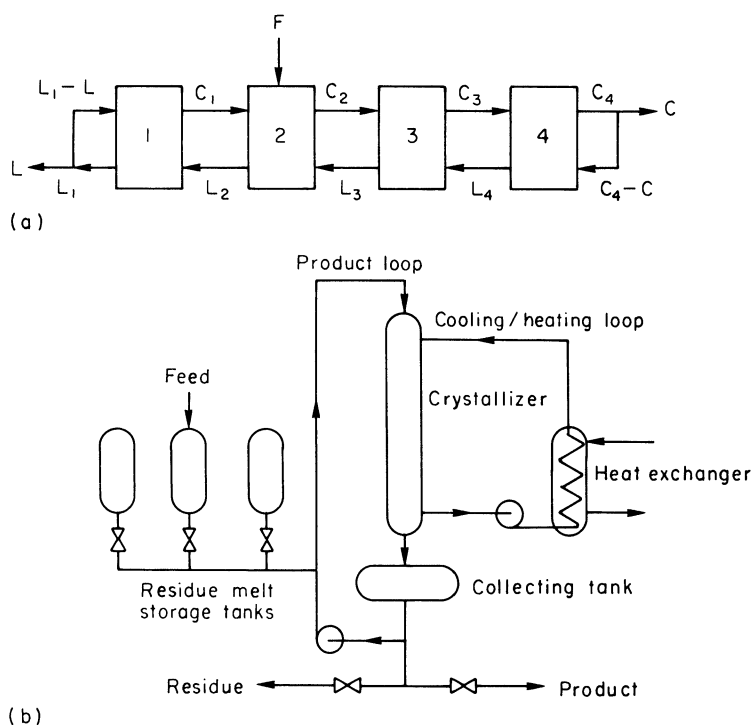 F
L₁ – L
C₁
C₂
C₃
C₄
C
1
2
3
4
L
L₁
L₂
L₃
L₄
C₄ – C
(a)
Product loop
Cooling / heating loop
Feed
Crystallizer
Heat exchanger
Residue melt
storage tanks
Collecting tank
Residue
Product
(b)